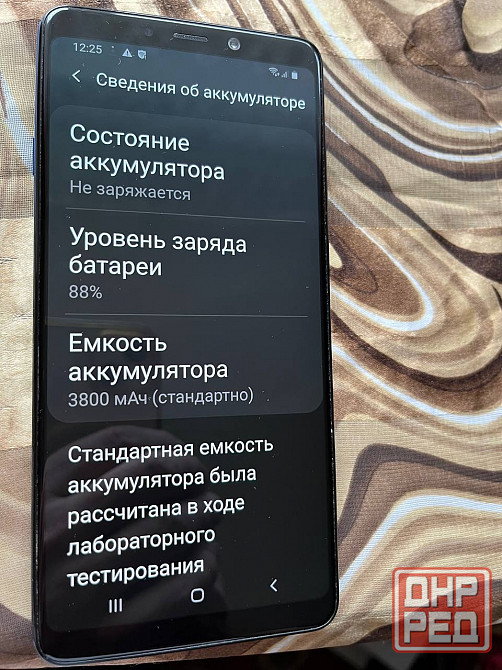 12:25
Сведения об аккумуляторе
Состояние
аккумулятора
Не заряжается
Уровень заряда
батареи
88%
Емкость
аккумулятора
3800 мАч (стандартно)
Стандартная емкость
аккумулятора была
рассчитана в ходе
лабораторного
тестирования
ДНР
РЕД